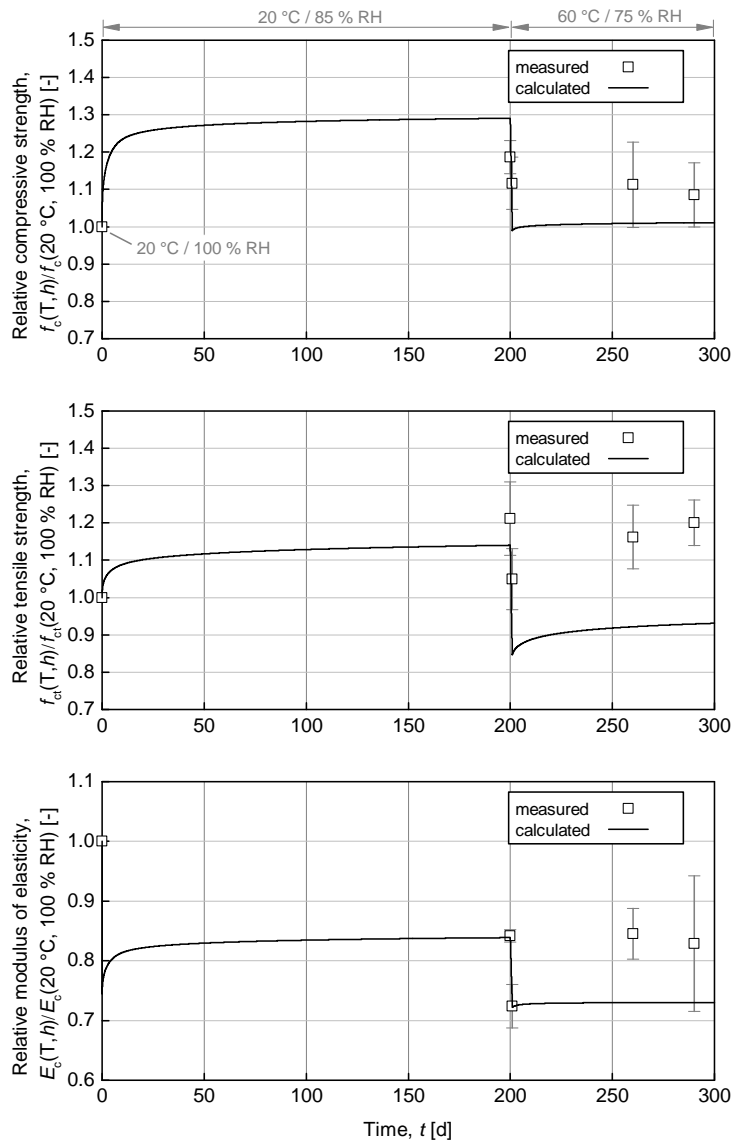 20 °C / 85 % RH 60 °C / 75 % RH
Relative compressive strength,
f_c(T,h)/f_c(20 °C, 100 % RH) [-]
1.5
1.4
1.3
1.2
1.1
1.0
0.9
0.8
0.7
measured
calculated
20 °C / 100 % RH
0 50 100 150 200 250 300
Relative tensile strength,
f_ct(T,h)/f_ct(20 °C, 100 % RH) [-]
1.5
1.4
1.3
1.2
1.1
1.0
0.9
0.8
0.7
measured
calculated
0 50 100 150 200 250 300
Relative modulus of elasticity,
E_c(T,h)/E_c(20 °C, 100 % RH) [-]
1.1
1.0
0.9
0.8
0.7
0.6
measured
calculated
0 50 100 150 200 250 300
Time, t [d]